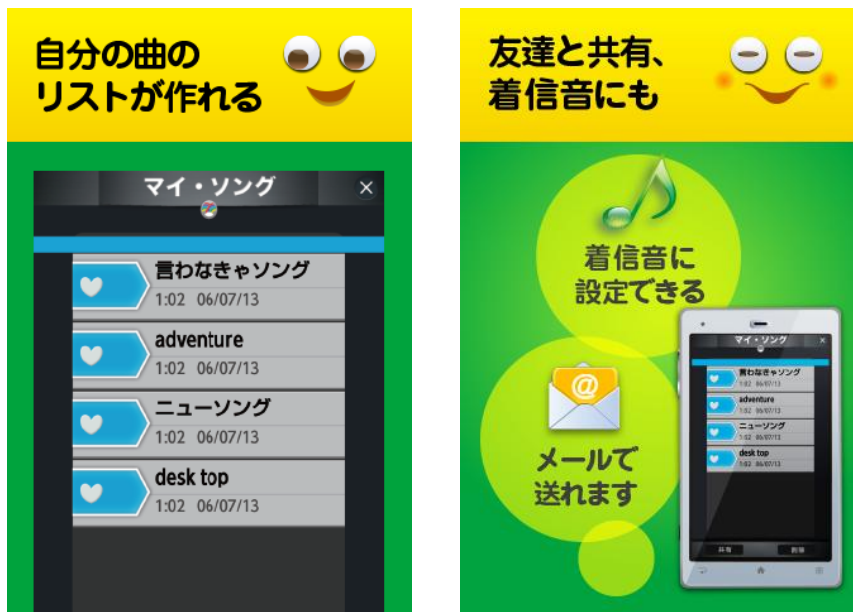 自分の曲の
リストが作れる
マイ・ソング
言わなきゃソング
1:02 06/07/13
adventure
1:02 06/07/13
ニューソング
1:02 06/07/13
desk top
1:02 06/07/13
友達と共有、
着信音にも
着信音に
設定できる
@
メールで
送れます
マイ・ソング
言わなきゃソング
1:02 06/07/13
adventure
1:02 06/07/13
ニューソング
1:02 06/07/13
desk top
1:02 06/07/13
共有 削除